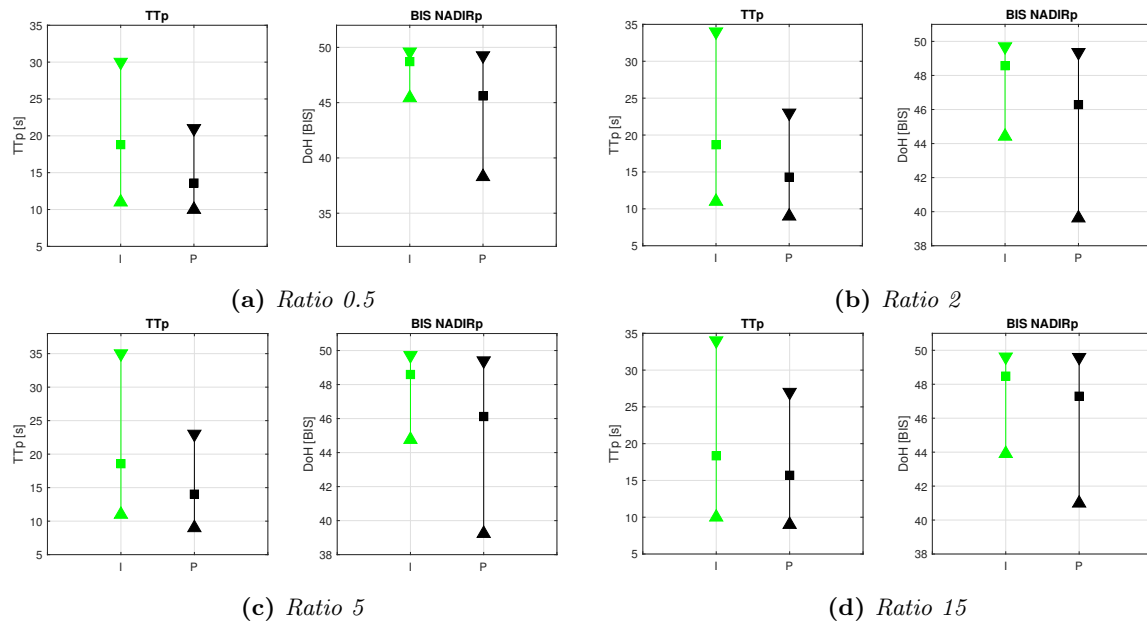 TTp
BIS NADIRp
35
30
25
20
15
10
5
TTp [s]
I
P
50
45
40
35
DoH [BIS]
I
P
(a) Ratio 0.5
TTp
BIS NADIRp
35
30
25
20
15
10
5
TTp [s]
I
P
50
48
46
44
42
40
38
DoH [BIS]
I
P
(b) Ratio 2
TTp
BIS NADIRp
35
30
25
20
15
10
5
TTp [s]
I
P
50
48
46
44
42
40
38
DoH [BIS]
I
P
(c) Ratio 5
TTp
BIS NADIRp
35
30
25
20
15
10
5
TTp [s]
I
P
50
48
46
44
42
40
38
DoH [BIS]
I
P
(d) Ratio 15